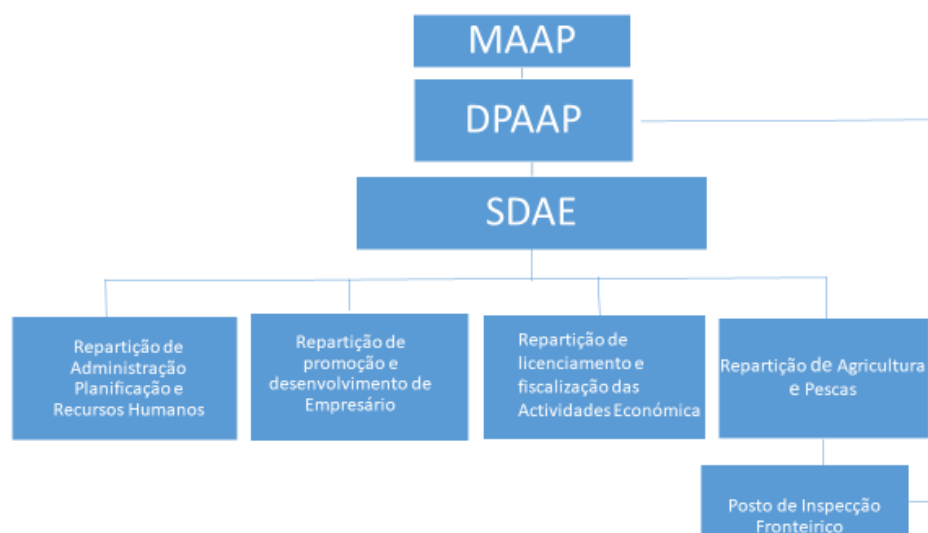 MAAP
DPAAP
SDAE
Repartição de
Administração
Planificação e
Recursos Humanos
Repartição de
promoção e
desenvolvimento de
Empresário
Repartição de
licenciamento e
fiscalização das
Actividades Económica
Repartição de Agricultura
e Pescas
Posto de Inspecção
Fronteiriço